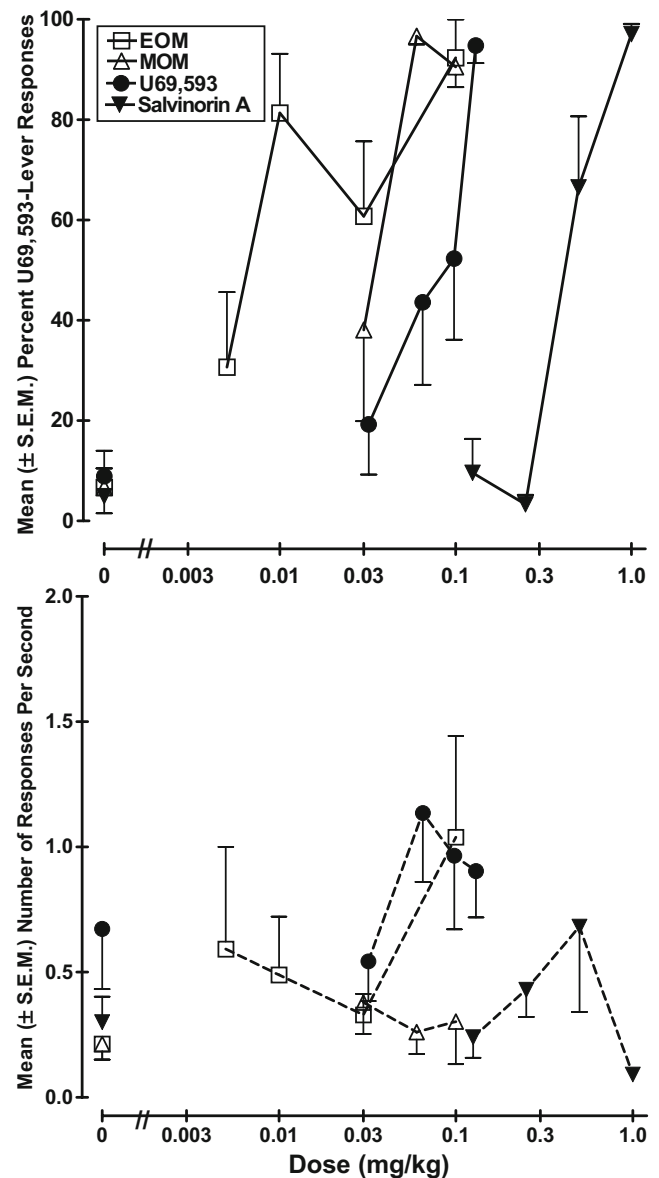 Mean (± S.E.M.) Percent U69,593-Lever Responses
100
80
60
40
20
0
EOM
MOM
U69,593
Salvinorin A
0 // 0.003 0.01 0.03 0.1 0.3 1.0
Mean (± S.E.M.) Number of Responses Per Second
2.0
1.5
1.0
0.5
0.0
0 // 0.003 0.01 0.03 0.1 0.3 1.0
Dose (mg/kg)